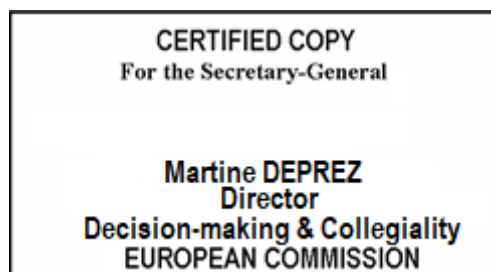 CERTIFIED COPY
For the Secretary-General
Martine DEPREZ
Director
Decision-making & Collegiality
EUROPEAN COMMISSION